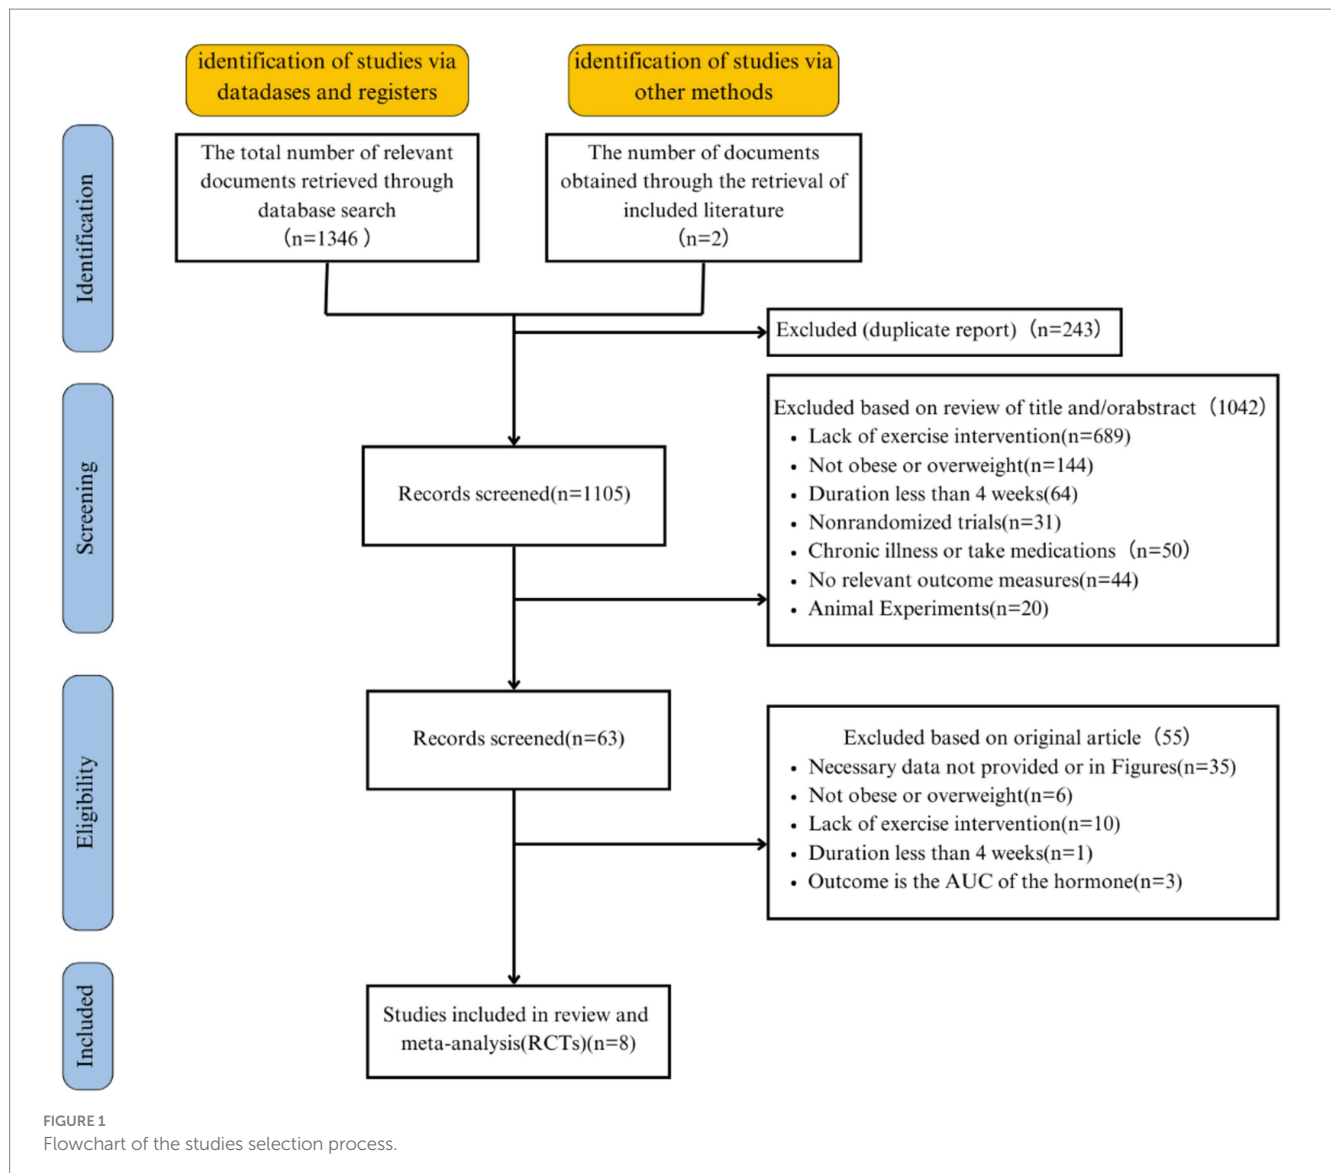 identification of studies via
datadases and registers
identification of studies via
other methods
Identification
The total number of relevant
documents retrieved through
database search
(n=1346 )
The number of documents
obtained through the retrieval of
included literature
(n=2)
Excluded (duplicate report) (n=243)
Screening
Records screened(n=1105)
Excluded based on review of title and/orabstract (1042)
• Lack of exercise intervention(n=689)
• Not obese or overweight(n=144)
• Duration less than 4 weeks(64)
• Nonrandomized trials(n=31)
• Chronic illness or take medications (n=50)
• No relevant outcome measures(n=44)
• Animal Experiments(n=20)
Eligibility
Records screened(n=63)
Excluded based on original article (55)
• Necessary data not provided or in Figures(n=35)
• Not obese or overweight(n=6)
• Lack of exercise intervention(n=10)
• Duration less than 4 weeks(n=1)
• Outcome is the AUC of the hormone(n=3)
Included
Studies included in review and
meta-analysis(RCTs)(n=8)
FIGURE 1
Flowchart of the studies selection process.